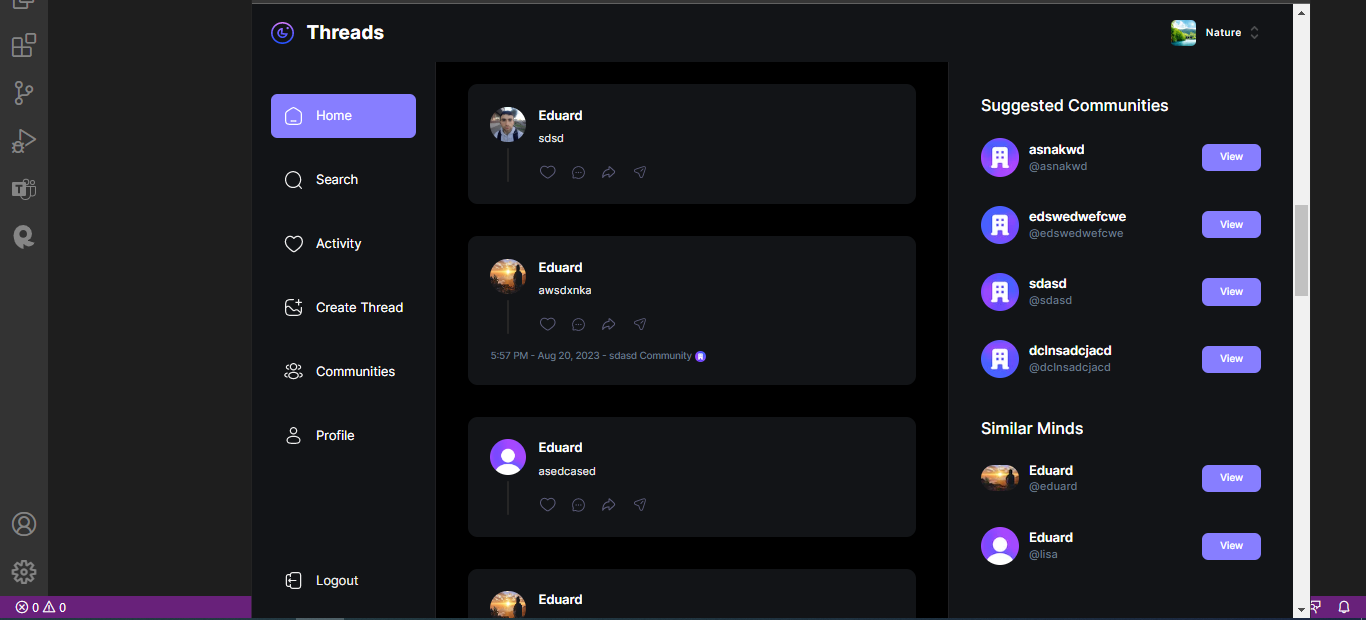 Threads
Nature
Home
Search
Activity
Create Thread
Communities
Profile
Logout
Eduard
sdsd
Eduard
awsdxnka
5:57 PM - Aug 20, 2023 - sdasd Community
Eduard
asedcased
Eduard
Suggested Communities
asnakwd
@asnakwd
View
edswedwefcwe
@edswedwefcwe
View
sdasd
@sdasd
View
dclnsadcjacd
@dclnsadcjacd
View
Similar Minds
Eduard
@eduard
View
Eduard
@lisa
View
0 0